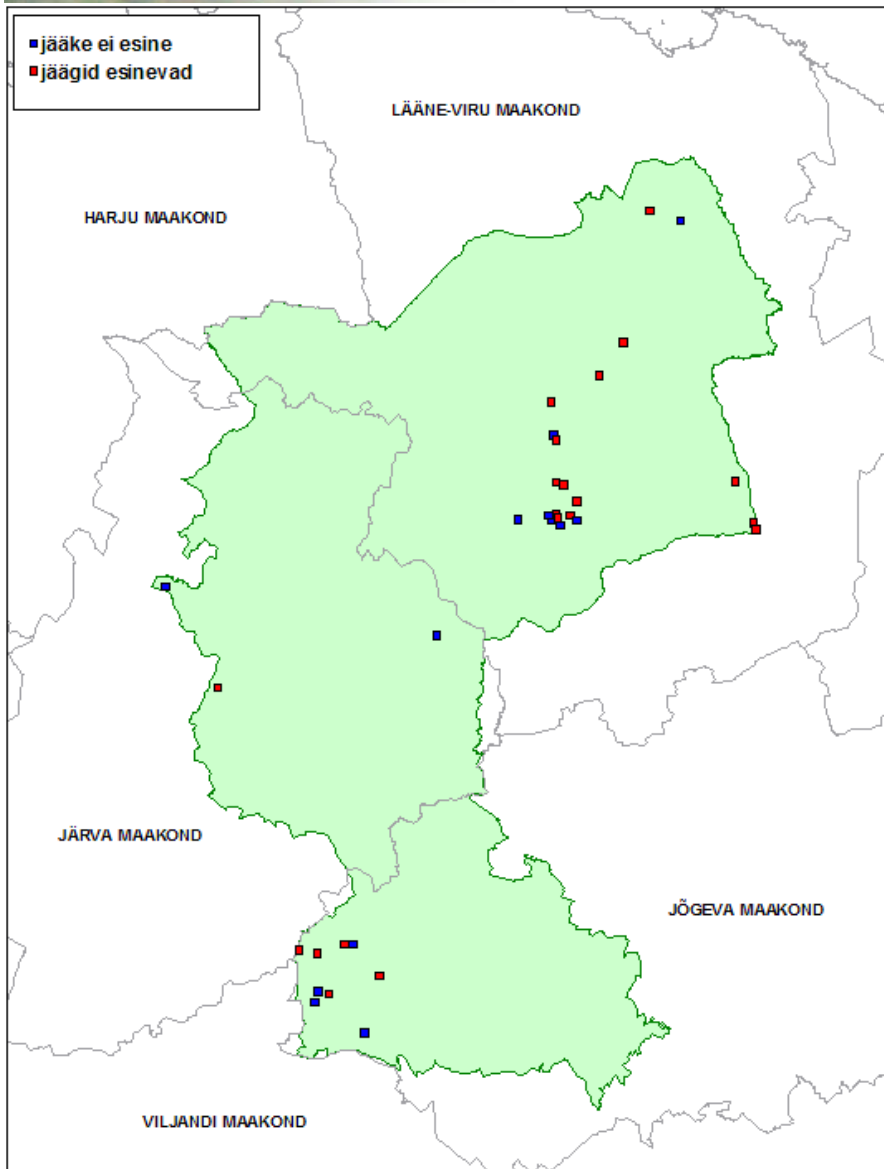 jääke ei esine
jäägid esinevad
LÄÄNE-VIRU MAAKOND
HARJU MAAKOND
JÄRVA MAAKOND
JÕGEVA MAAKOND
VILJANDI MAAKOND